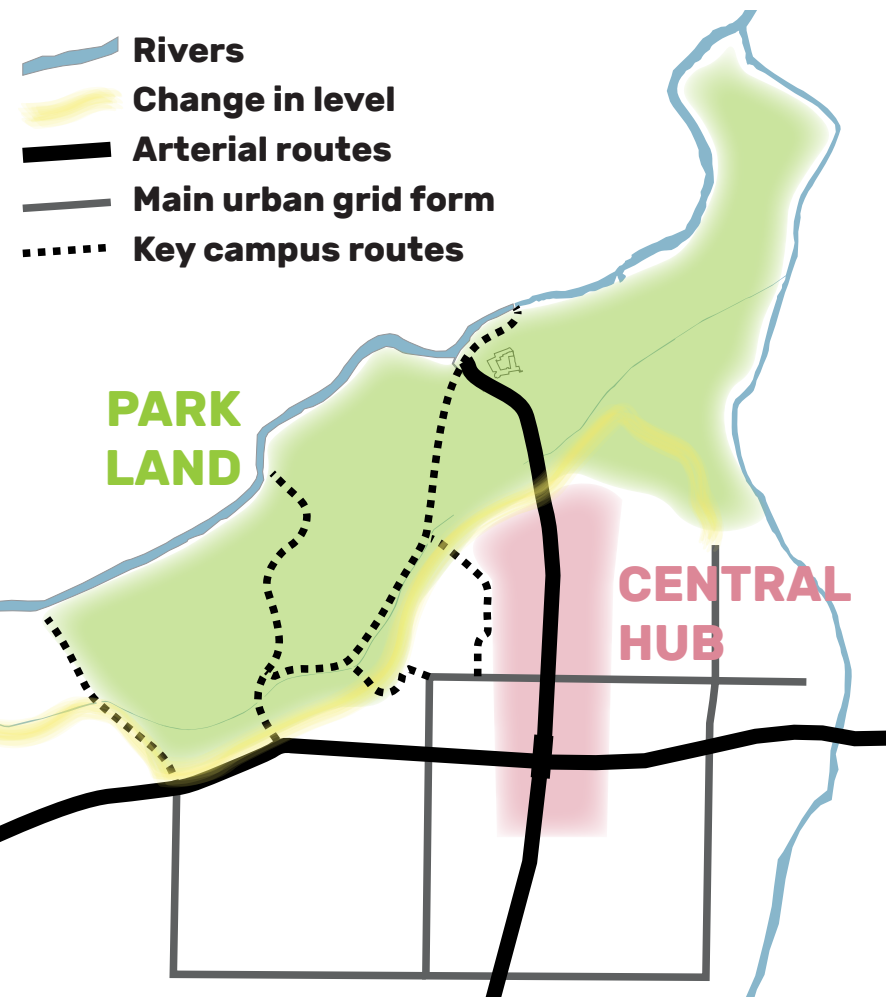 Rivers
Change in level
Arterial routes
Main urban grid form
Key campus routes
PARK
LAND
CENTRAL
HUB